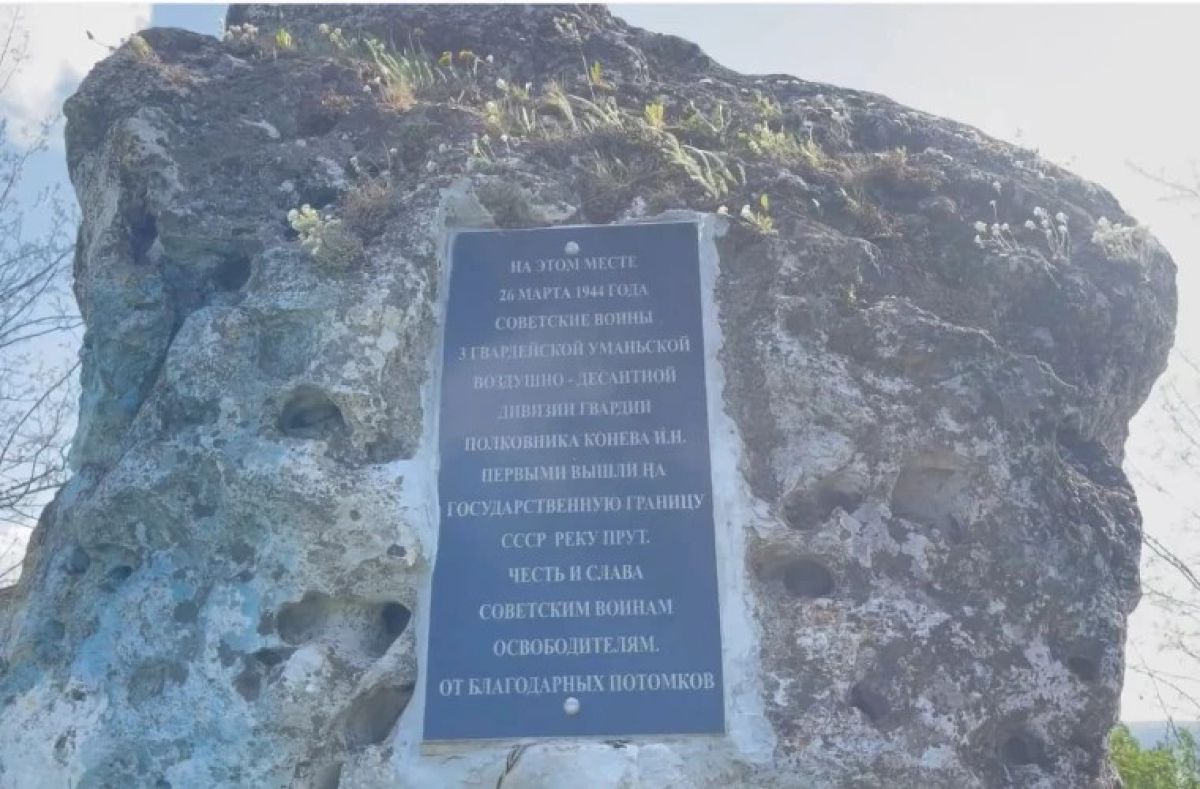 НА ЭТОМ МЕСТЕ
26 МАРТА 1944 ГОДА
СОВЕТСКИЕ ВОИНЫ
3 ГВАРДЕЙСКОЙ УМАНЬСКОЙ
ВОЗДУШНО - ДЕСАНТНОЙ
ДИВИЗИИ ГВАРДИИ
ПОЛКОВНИКА КОНЕВА И.Н.
ПЕРВЫМИ ВЫШЛИ НА
ГОСУДАРСТВЕННУЮ ГРАНИЦУ
СССР РЕКУ ПРУТ.
ЧЕСТЬ И СЛАВА
СОВЕТСКИМ ВОИНАМ
ОСВОБОДИТЕЛЯМ.
ОТ БЛАГОДАРНЫХ ПОТОМКОВ